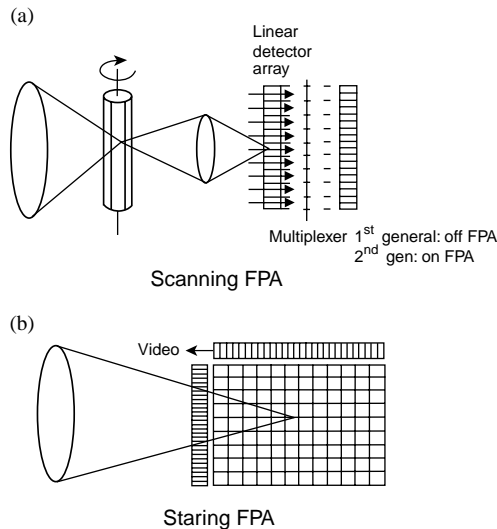 (a)
Linear
detector
array
Multiplexer 1st general: off FPA
2nd gen: on FPA
Scanning FPA
(b)
Video
Staring FPA